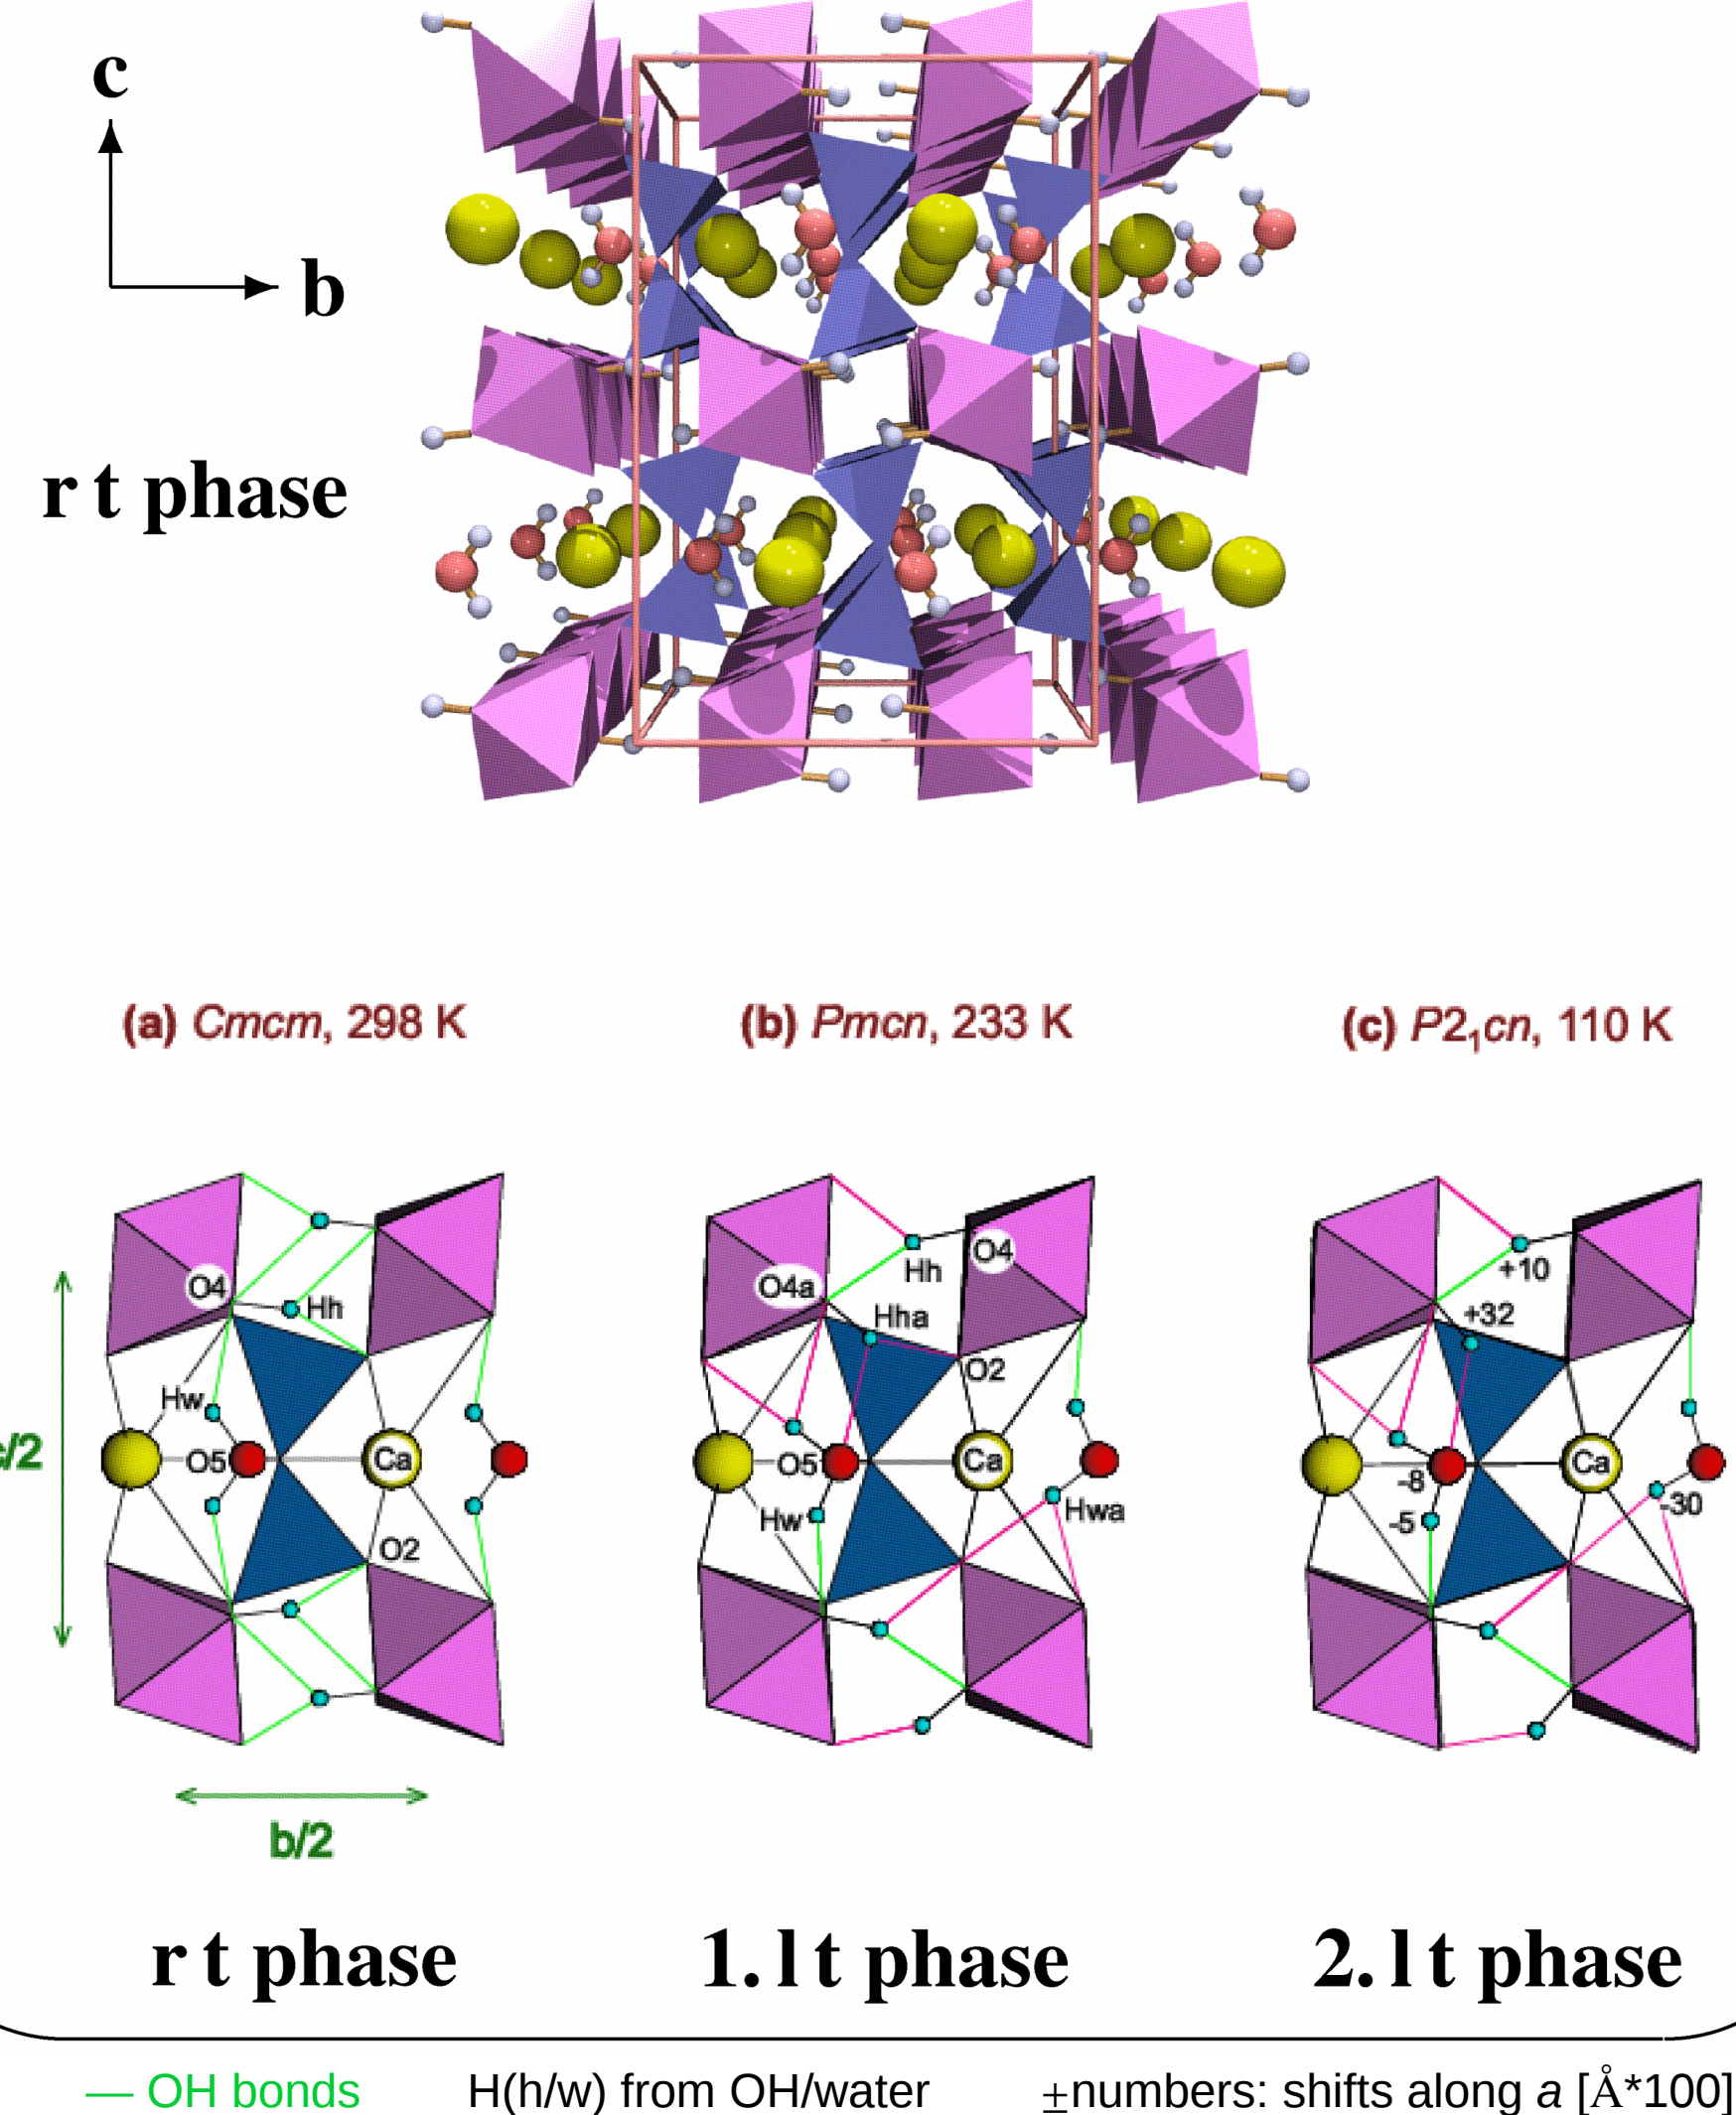 c
b
r t phase
(a) Cmcm, 298 K (b) Pmcn, 233 K (c) P2₁cn, 110 K
O4 Hh Hw O5 Ca O2
c/2
b/2
O4a Hh O4 Hha O2 O5 Ca Hw Hwa
+10 +32 Ca -8 -5 -30
r t phase 1. l t phase 2. l t phase
— OH bonds H(h/w) from OH/water ±numbers: shifts along a [Å*100]